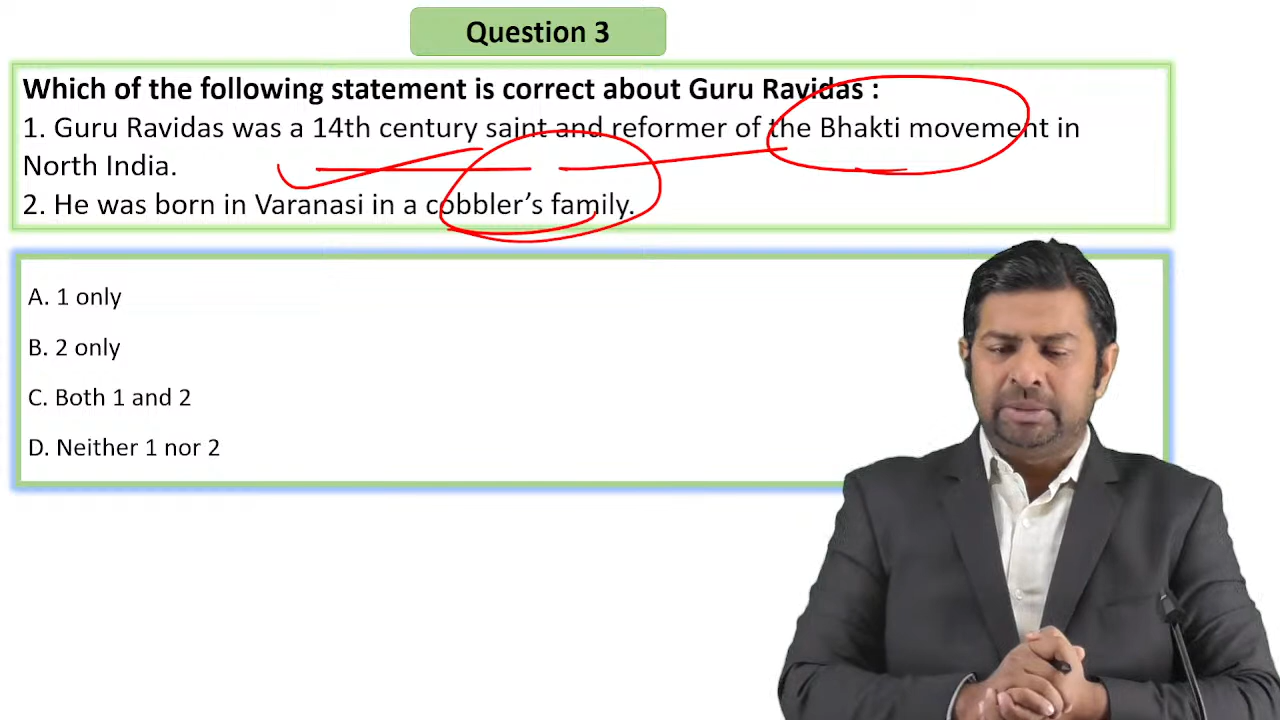 Question 3
Which of the following statement is correct about Guru Ravidas :
1. Guru Ravidas was a 14th century saint and reformer of the Bhakti movement in
North India.
2. He was born in Varanasi in a cobbler’s family.
A. 1 only
B. 2 only
C. Both 1 and 2
D. Neither 1 nor 2